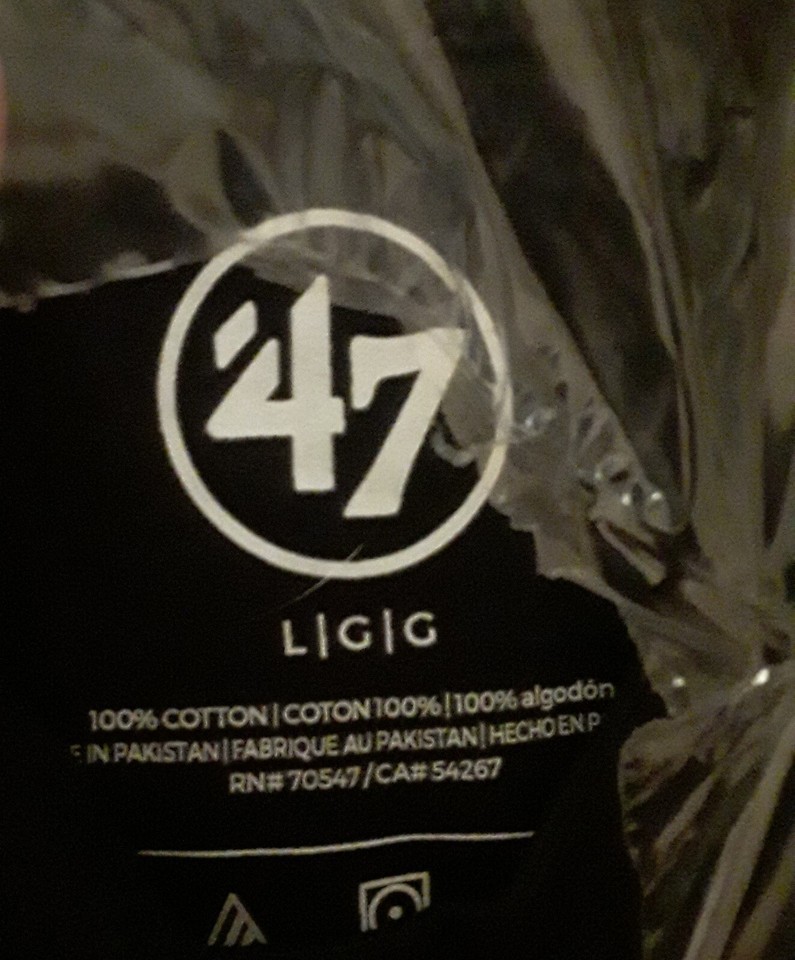 '47
L|G|G
100% COTTON | COTON 100% | 100% algodón
IN PAKISTAN | FABRIQUE AU PAKISTAN | HECHO EN
RN# 70547 / CA# 54267